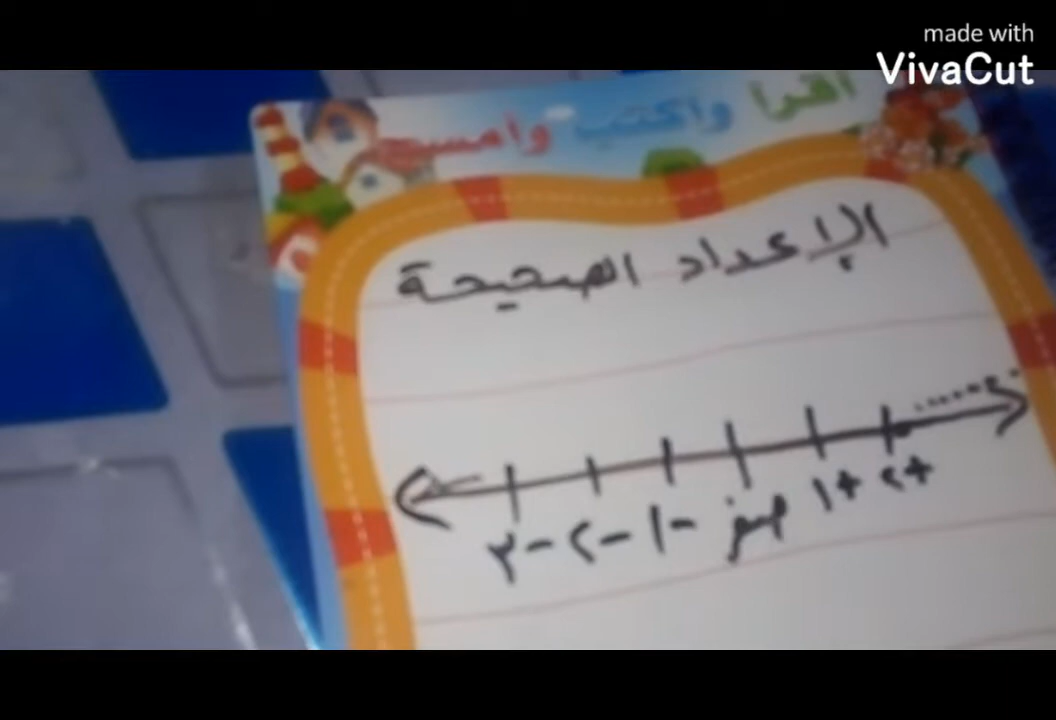 made with
VivaCut
اقرأ واكتب وامسح
الإعداد الصحيحة
٣- ٢- ١- صفر ١+ ٢+